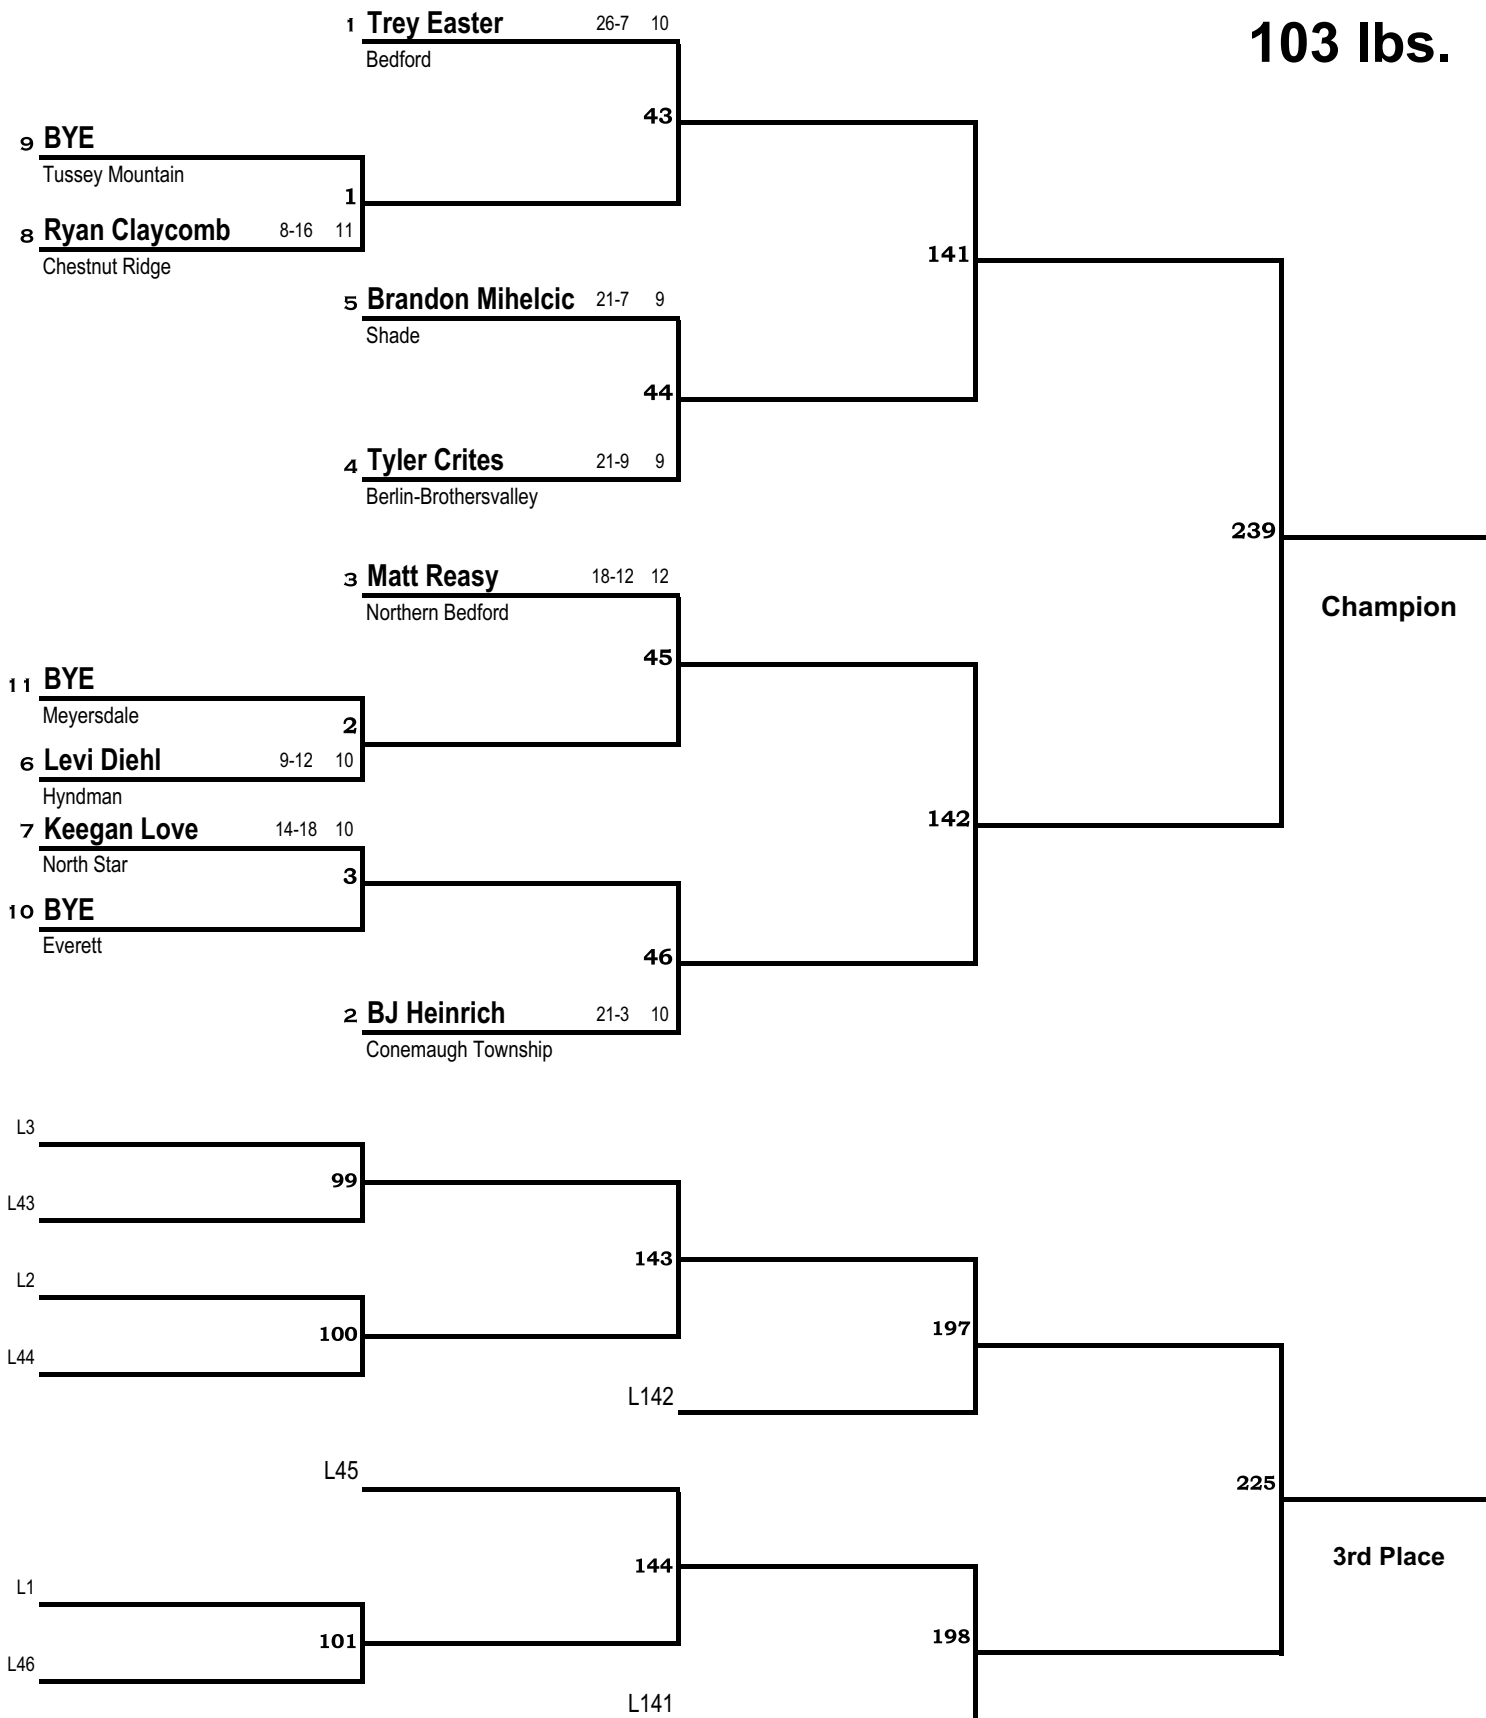 103 lbs.
1 Trey Easter 26-7 10
Bedford
43
9 BYE
Tussey Mountain
1
8 Ryan Claycomb 8-16 11
Chestnut Ridge
141
5 Brandon Mihelcic 21-7 9
Shade
44
4 Tyler Crites 21-9 9
Berlin-Brothersvalley
239
3 Matt Reasy 18-12 12
Northern Bedford
Champion
45
11 BYE
Meyersdale
2
6 Levi Diehl 9-12 10
Hyndman
142
7 Keegan Love 14-18 10
North Star
3
10 BYE
Everett
46
2 BJ Heinrich 21-3 10
Conemaugh Township
L3
99
L43
143
L2
197
100
L44
L142
L45
225
3rd Place
144
L1
198
101
L46
L141